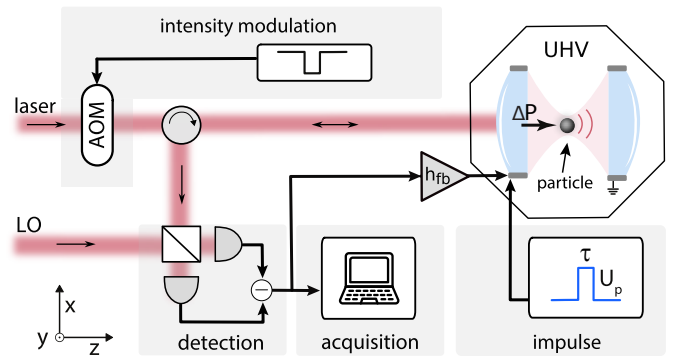 intensity modulation
UHV
laser
AOM
ΔP
h_fb
particle
LO
τ
U_p
x
y
z
detection
acquisition
impulse